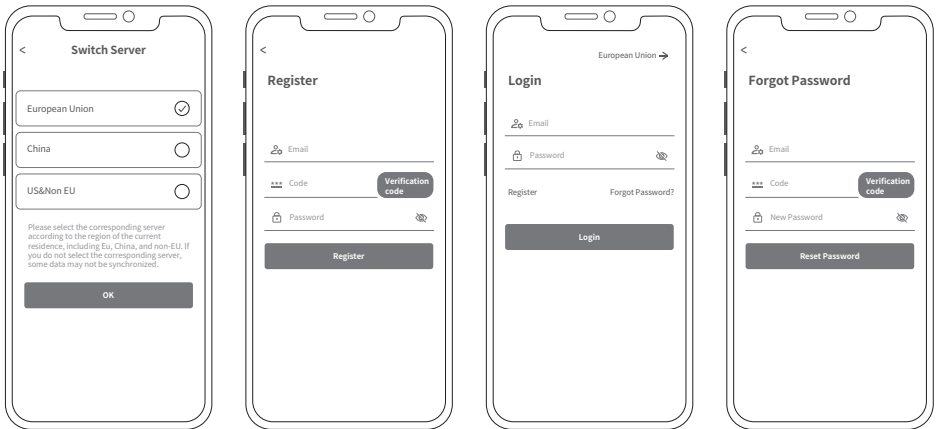 < Switch Server
European Union
China
US&Non EU
Please select the corresponding server
according to the region of the current
residence, including Eu, China, and non-EU. If
you do not select the corresponding server,
some data may not be synchronized.
OK
<
Register
Email
*** Code
Verification
code
Password
Register
European Union →
Login
Email
Password
Register Forgot Password?
Login
<
Forgot Password
Email
*** Code
Verification
code
New Password
Reset Password